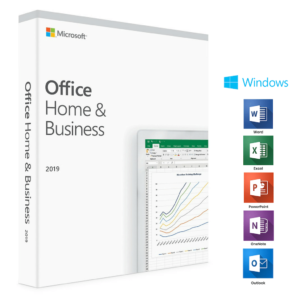 Microsoft
Office
Home &
Business
2019
Office Home & Business
2019
Windows
Word
Excel
PowerPoint
OneNote
Outlook